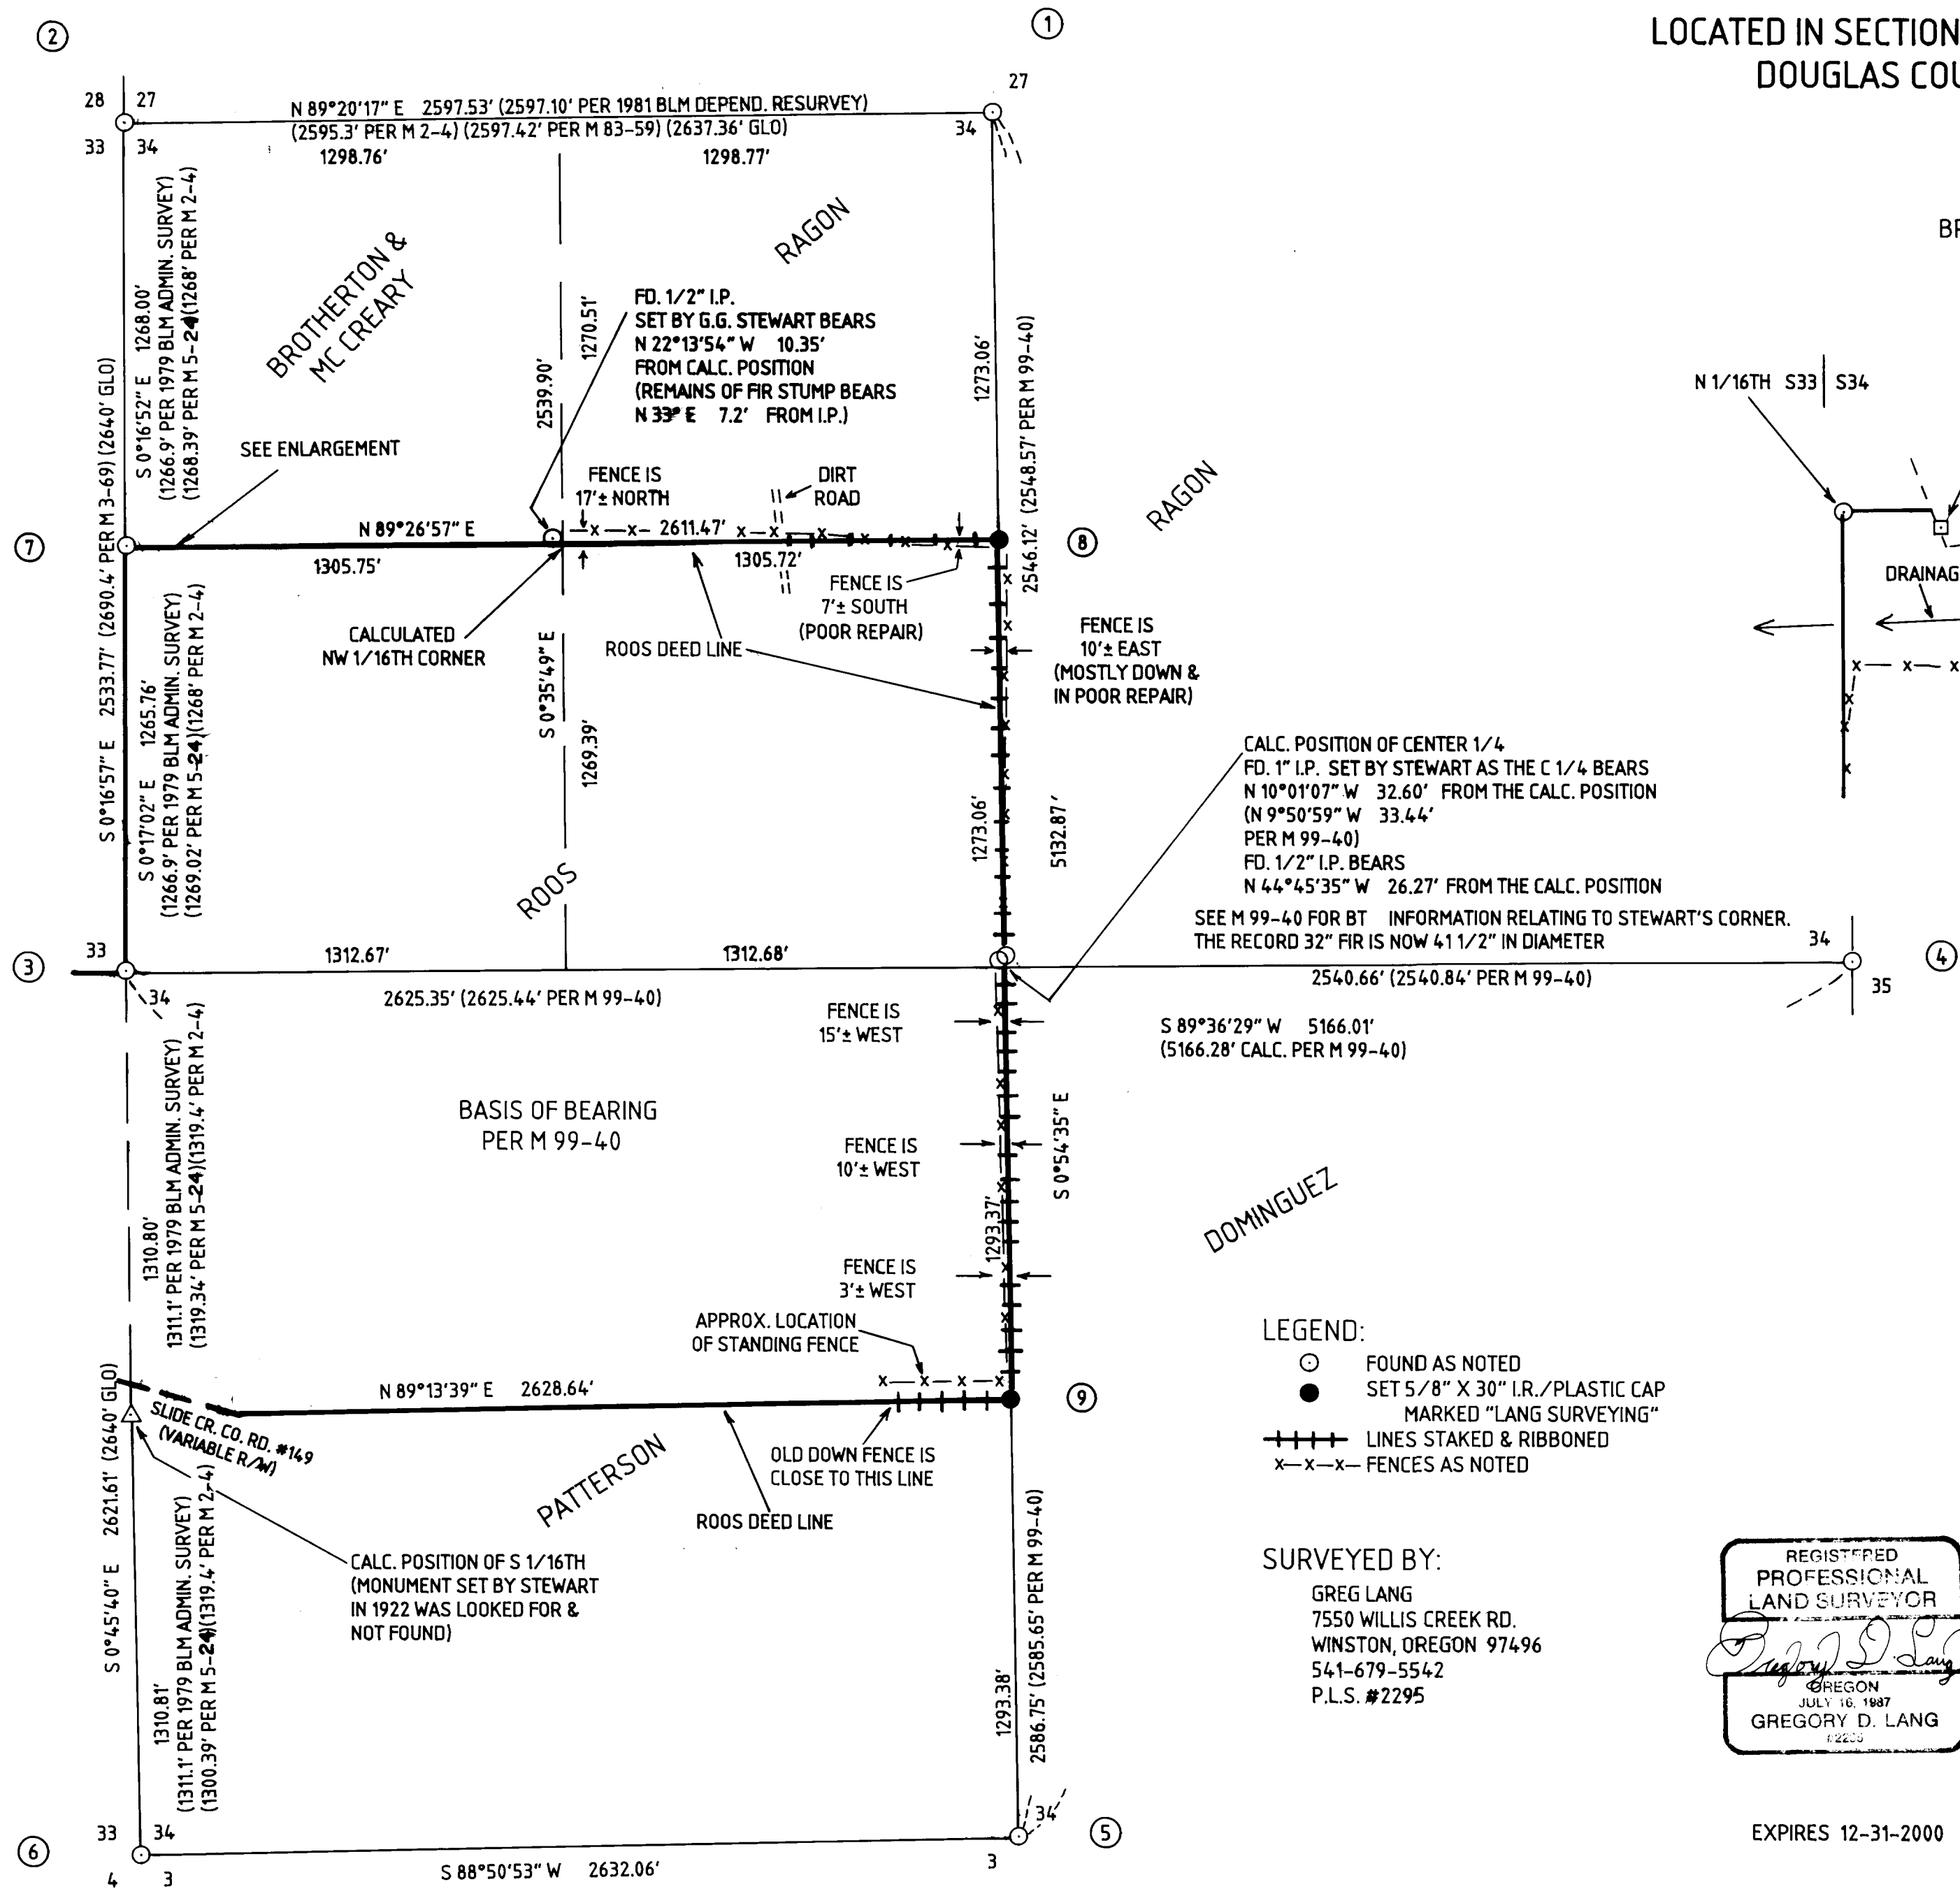 LOCATED IN SECTION
DOUGLAS COU
②
①
28
27
27
N 89°20'17" E 2597.53' (2597.10' PER 1981 BLM DEPEND. RESURVEY)
(2595.3' PER M 2-4) (2597.42' PER M 83-59) (2637.36' GLO)
33
34
34
1298.76'
1298.77'
S 0°16'52" E 1268.00'
(1266.9' PER 1979 BLM ADMIN. SURVEY)
(1268.39' PER M 5-24)(1268' PER M 2-4)
BROTHERTON &
MC CREARY
RAGON
BR
FD. 1/2" I.P.
SET BY G.G. STEWART BEARS
N 22°13'54" W 10.35'
FROM CALC. POSITION
(REMAINS OF FIR STUMP BEARS
N 33° E 7.2' FROM I.P.)
2539.90'
1270.51'
1273.06'
2546.12' (2548.57' PER M 99-40)
N 1/16TH S33
S34
SEE ENLARGEMENT
FENCE IS
17'± NORTH
DIRT
ROAD
RAGON
S 0°16'57" E 2533.77' (2690.4' PER M 3-69) (2640' GLO)
⑦
N 89°26'57" E
2611.47'
⑧
1305.75'
1305.72'
FENCE IS
7'± SOUTH
(POOR REPAIR)
DRAINAG
CALCULATED
NW 1/16TH CORNER
ROOS DEED LINE
FENCE IS
10'± EAST
(MOSTLY DOWN &
IN POOR REPAIR)
S 0°17'02" E 1265.76'
(1266.9' PER 1979 BLM ADMIN. SURVEY)
(1269.02' PER M 5-24)(1268' PER M 2-4)
S 0°35'49" E
1269.39'
1273.06'
5132.87'
CALC. POSITION OF CENTER 1/4
FD. 1" I.P. SET BY STEWART AS THE C 1/4 BEARS
N 10°01'07" W 32.60' FROM THE CALC. POSITION
(N 9°50'59" W 33.44'
PER M 99-40)
FD. 1/2" I.P. BEARS
N 44°45'35" W 26.27' FROM THE CALC. POSITION
SEE M 99-40 FOR BT INFORMATION RELATING TO STEWART'S CORNER.
THE RECORD 32" FIR IS NOW 41 1/2" IN DIAMETER
ROOS
33
34
③
1312.67'
1312.68'
④
34
35
2625.35' (2625.44' PER M 99-40)
2540.66' (2540.84' PER M 99-40)
FENCE IS
15'± WEST
S 89°36'29" W 5166.01'
(5166.28' CALC. PER M 99-40)
BASIS OF BEARING
PER M 99-40
1310.80'
1311.1' PER 1979 BLM ADMIN. SURVEY)
(1319.34' PER M 5-24)(1319.4' PER M 2-4)
FENCE IS
10'± WEST
S 0°54'35" E
1293.37'
DOMINGUEZ
FENCE IS
3'± WEST
APPROX. LOCATION
OF STANDING FENCE
LEGEND:
FOUND AS NOTED
SET 5/8" X 30" I.R./PLASTIC CAP
MARKED "LANG SURVEYING"
LINES STAKED & RIBBONED
x—x—x— FENCES AS NOTED
N 89°13'39" E 2628.64'
⑨
SLIDE CR. CO. RD. #149
(VARIABLE R/W)
OLD DOWN FENCE IS
CLOSE TO THIS LINE
PATTERSON
ROOS DEED LINE
S 0°45'40" E 2621.61' (2640' GLO)
1310.81'
(1311.1' PER 1979 BLM ADMIN. SURVEY)
(1300.39' PER M 5-24)(1319.4' PER M 2-4)
CALC. POSITION OF S 1/16TH
(MONUMENT SET BY STEWART
IN 1922 WAS LOOKED FOR &
NOT FOUND)
1293.38'
2586.75' (2585.65' PER M 99-40)
SURVEYED BY:
GREG LANG
7550 WILLIS CREEK RD.
WINSTON, OREGON 97496
541-679-5542
P.L.S. #2295
REGISTERED
PROFESSIONAL
LAND SURVEYOR
Gregory D. Lang
OREGON
JULY 16, 1987
GREGORY D. LANG
EXPIRES 12-31-2000
33
34
34
⑥
⑤
4
3
3
S 88°50'53" W 2632.06'